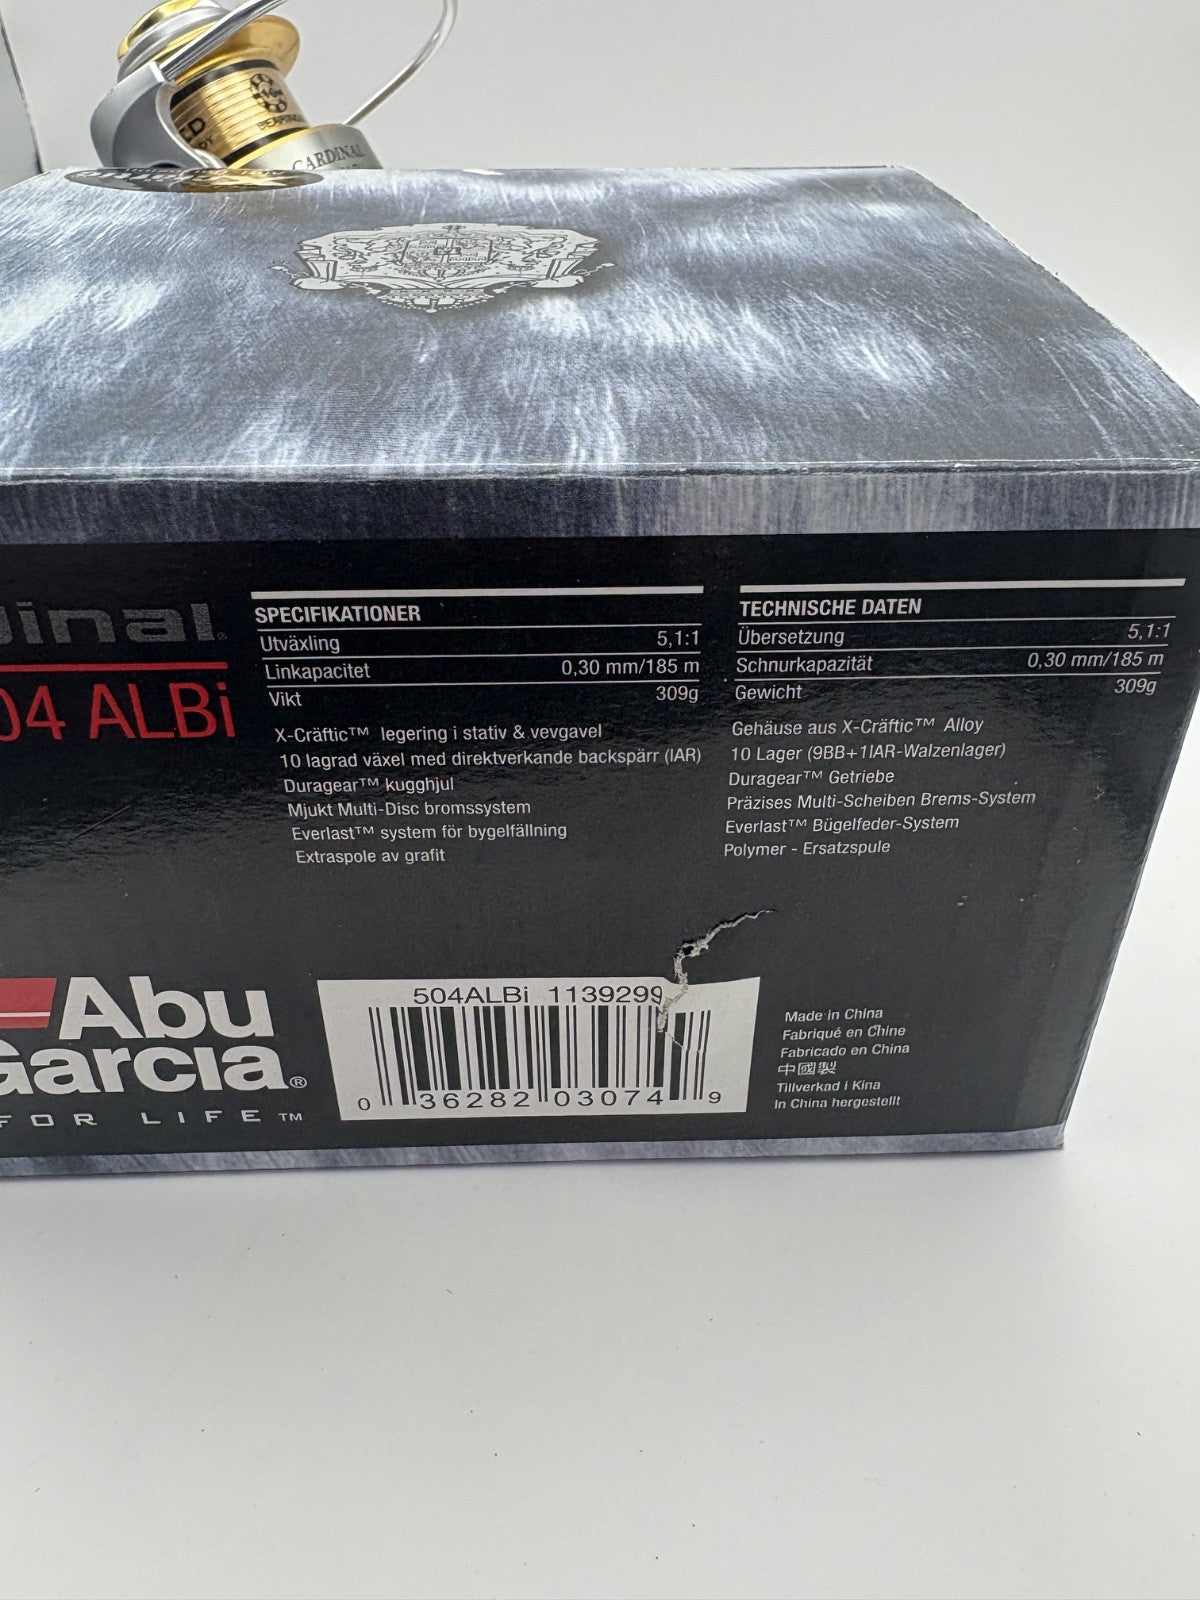 BEARINGS
CARDINAL
dinal
04 ALBi
SPECIFIKATIONER
Utväxling 5,1:1
Linkapacitet 0,30 mm/185 m
Vikt 309g
X-Cräftic™ legering i stativ & vevgavel
10 lagrad växel med direktverkande backspärr (IAR)
Duragear™ kugghjul
Mjukt Multi-Disc bromssystem
Everlast™ system för bygelfällning
Extraspole av grafit
TECHNISCHE DATEN
Übersetzung 5,1:1
Schnurkapazität 0,30 mm/185 m
Gewicht 309g
Gehäuse aus X-Cräftic™ Alloy
10 Lager (9BB+1IAR-Walzenlager)
Duragear™ Getriebe
Präzises Multi-Scheiben Brems-System
Everlast™ Bügelfeder-System
Polymer - Ersatzspule
Abu
Garcia®
FOR LIFE™
504ALBi 1139299
0 36282 03074 9
Made in China
Fabriqué en Chine
Fabricado en China
中國製
Tillverkad i Kina
In China hergestellt